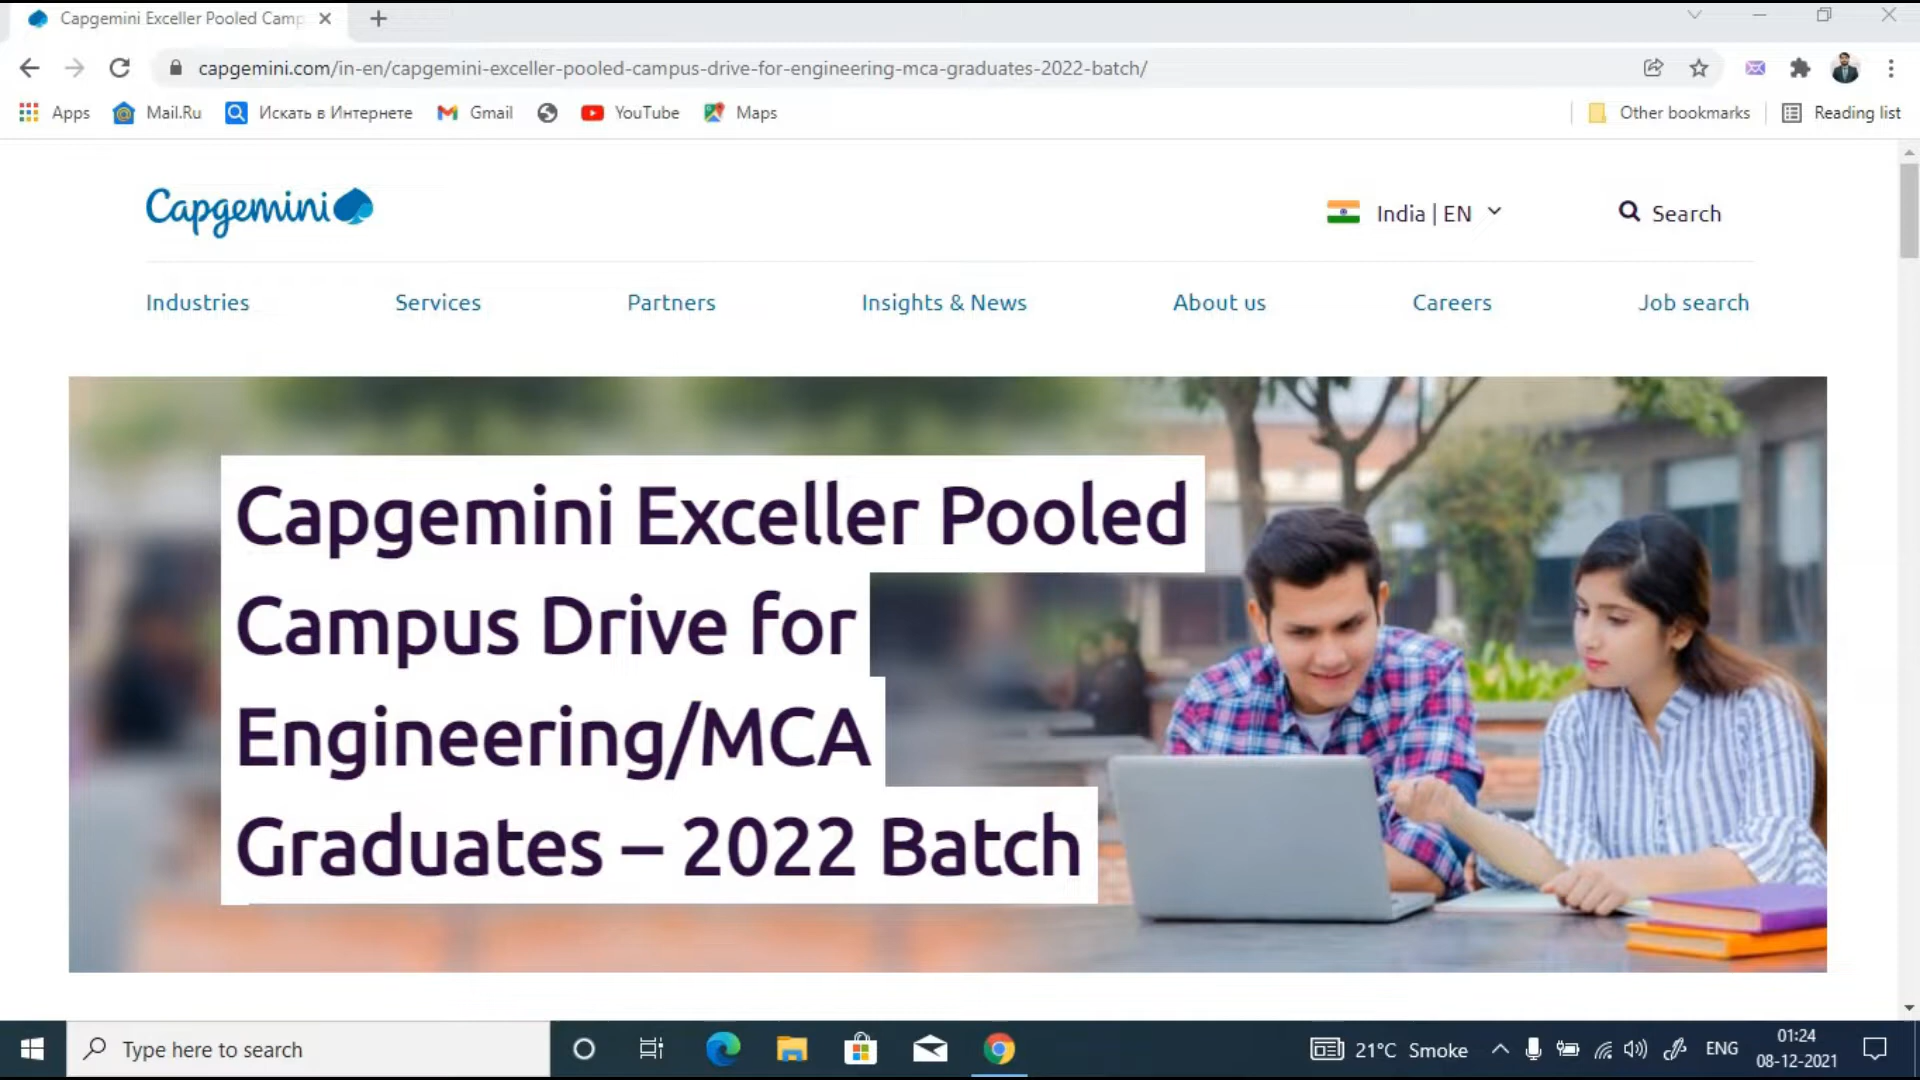 Capgemini Exceller Pooled Camp
capgemini.com/in-en/capgemini-exceller-pooled-campus-drive-for-engineering-mca-graduates-2022-batch/
Apps Mail.Ru Искать в Интернете Gmail YouTube Maps Other bookmarks Reading list
Capgemini India | EN Search
Industries Services Partners Insights & News About us Careers Job search
Capgemini Exceller Pooled
Campus Drive for
Engineering/MCA
Graduates – 2022 Batch
Type here to search 21°C Smoke ENG 01:24
08-12-2021